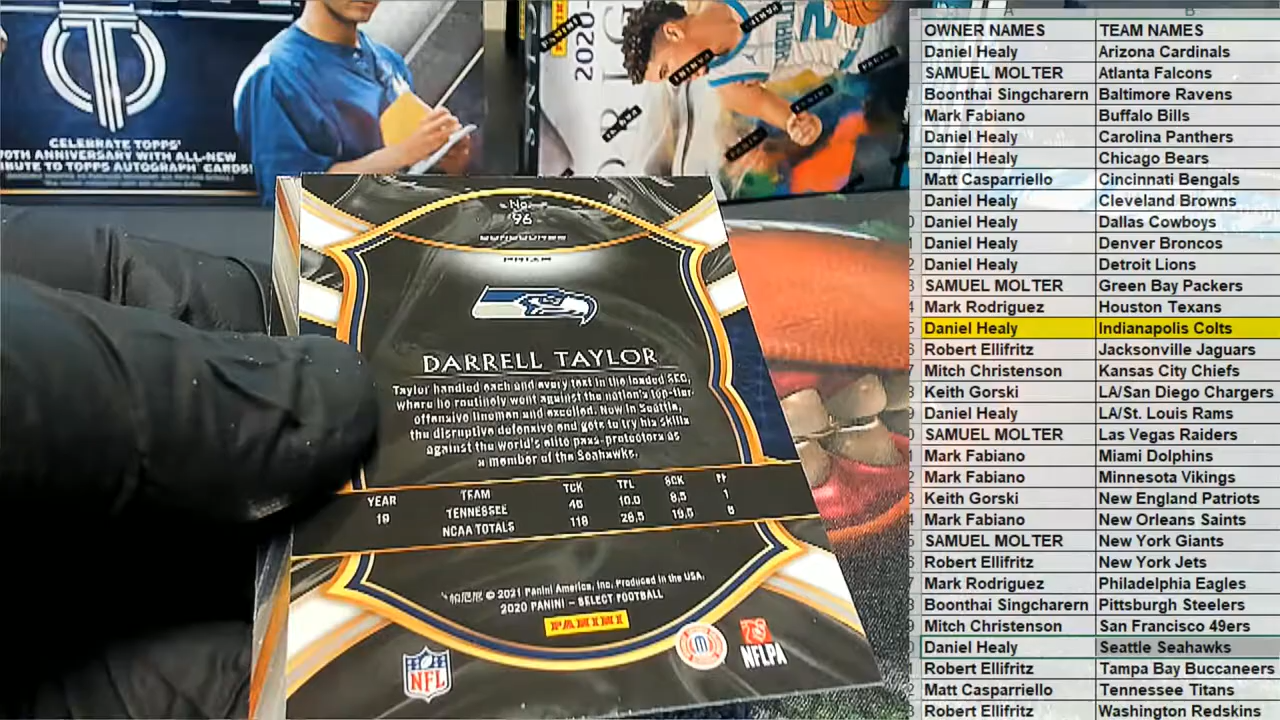 CELEBRATE TOPPS'
70TH ANNIVERSARY WITH ALL-NEW
TRIBUTE TO TOPPS AUTOGRAPH CARDS!
2020
PANINI
PANINI
PANINI
PANINI
No.
96
CONCOURSE
PRIZM
DARRELL TAYLOR
Taylor handled each and every test in the loaded SEC,
where he routinely went against the nation's top-tier
offensive linemen and excelled. Now in Seattle,
the disruptive defensive end gets to try his skills
against the world's elite pass-protectors as
a member of the Seahawks.
YEAR TEAM TCK TFL SCK FF
19 TENNESSEE 46 10.0 8.5 1
NCAA TOTALS 118 26.5 19.5 6
© 2021 Panini America, Inc. Produced in the USA.
2020 PANINI – SELECT FOOTBALL
PANINI
NFL
NFLPA
A B
OWNER NAMES TEAM NAMES
Daniel Healy Arizona Cardinals
SAMUEL MOLTER Atlanta Falcons
Boonthai Singcharern Baltimore Ravens
Mark Fabiano Buffalo Bills
Daniel Healy Carolina Panthers
Daniel Healy Chicago Bears
Matt Casparriello Cincinnati Bengals
Daniel Healy Cleveland Browns
Daniel Healy Dallas Cowboys
Daniel Healy Denver Broncos
Daniel Healy Detroit Lions
SAMUEL MOLTER Green Bay Packers
Mark Rodriguez Houston Texans
Daniel Healy Indianapolis Colts
Robert Ellifritz Jacksonville Jaguars
Mitch Christenson Kansas City Chiefs
Keith Gorski LA/San Diego Chargers
Daniel Healy LA/St. Louis Rams
SAMUEL MOLTER Las Vegas Raiders
Mark Fabiano Miami Dolphins
Mark Fabiano Minnesota Vikings
Keith Gorski New England Patriots
Mark Fabiano New Orleans Saints
SAMUEL MOLTER New York Giants
Robert Ellifritz New York Jets
Mark Rodriguez Philadelphia Eagles
Boonthai Singcharern Pittsburgh Steelers
Mitch Christenson San Francisco 49ers
Daniel Healy Seattle Seahawks
Robert Ellifritz Tampa Bay Buccaneers
Matt Casparriello Tennessee Titans
Robert Ellifritz Washington Redskins